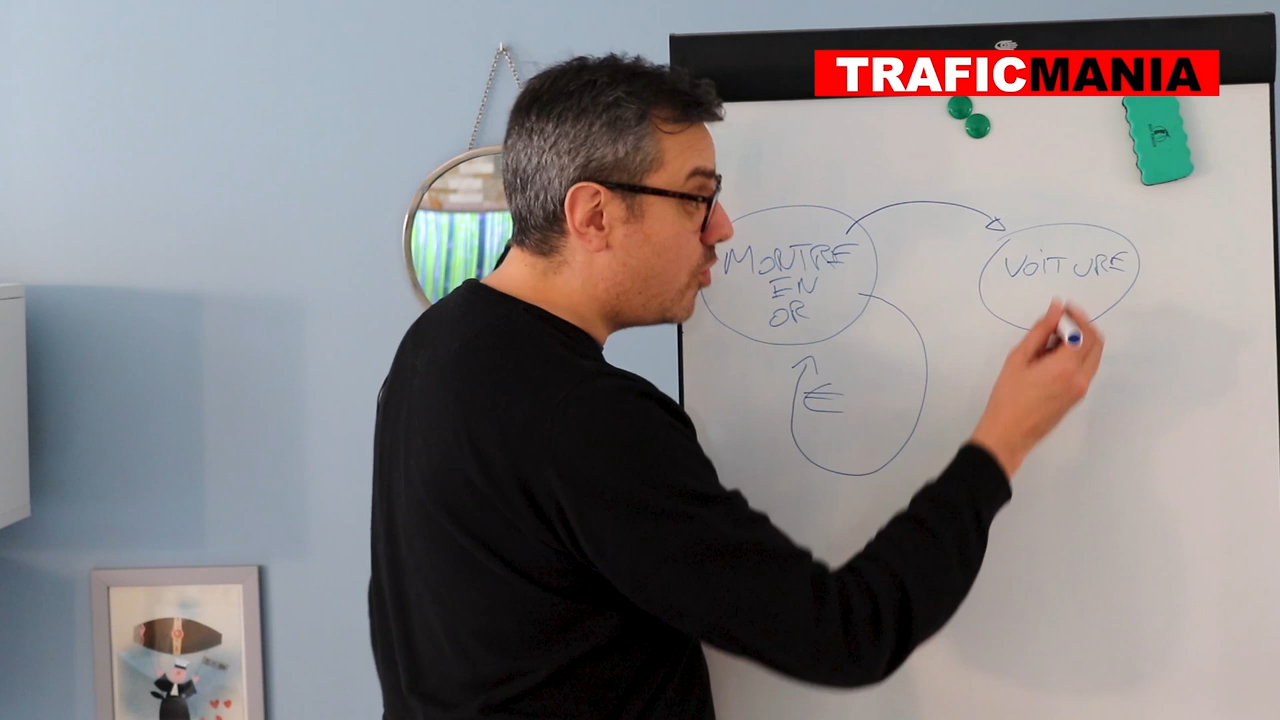 TRAFICMANIA
MONTRE
EN
OR
VOITURE
€